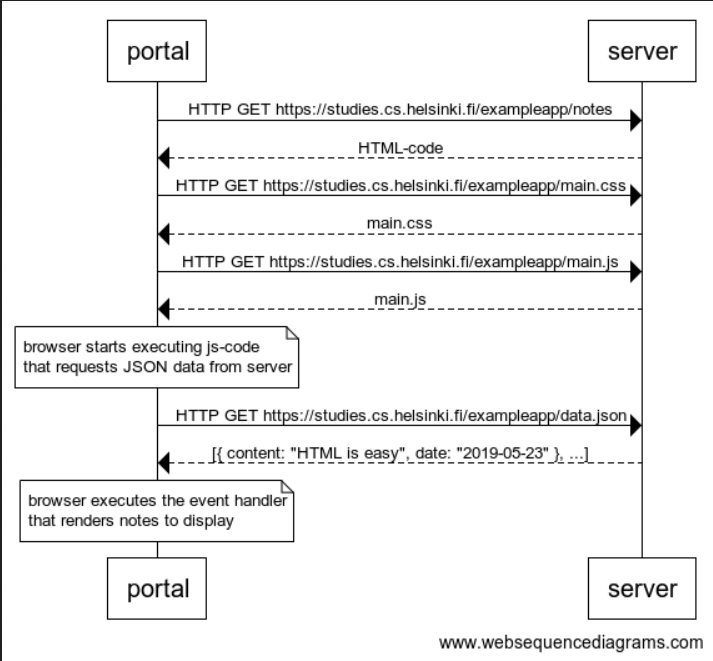 portal
server
HTTP GET https://studies.cs.helsinki.fi/exampleapp/notes
HTML-code
HTTP GET https://studies.cs.helsinki.fi/exampleapp/main.css
main.css
HTTP GET https://studies.cs.helsinki.fi/exampleapp/main.js
main.js
browser starts executing js-code
that requests JSON data from server
HTTP GET https://studies.cs.helsinki.fi/exampleapp/data.json
[{ content: "HTML is easy", date: "2019-05-23" }, ...]
browser executes the event handler
that renders notes to display
portal
server
www.websequencediagrams.com